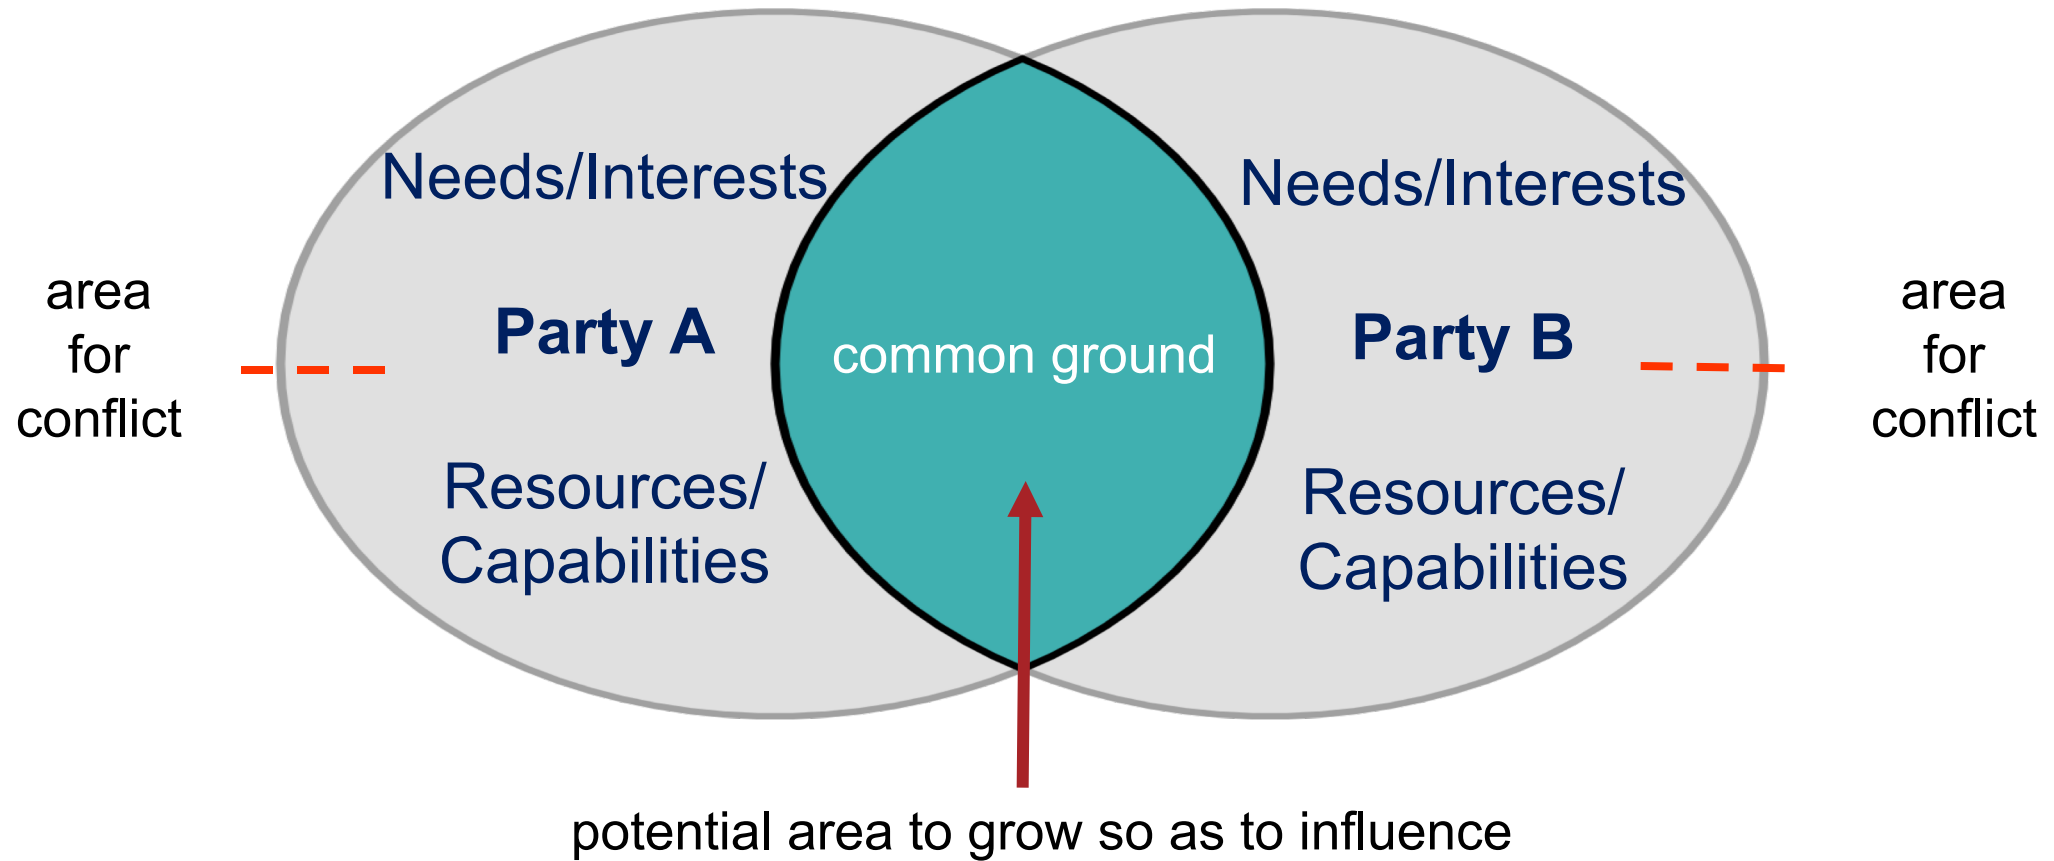 Needs/Interests
Party A
Resources/
Capabilities
area
for
conflict
common ground
Needs/Interests
Party B
Resources/
Capabilities
area
for
conflict
potential area to grow so as to influence